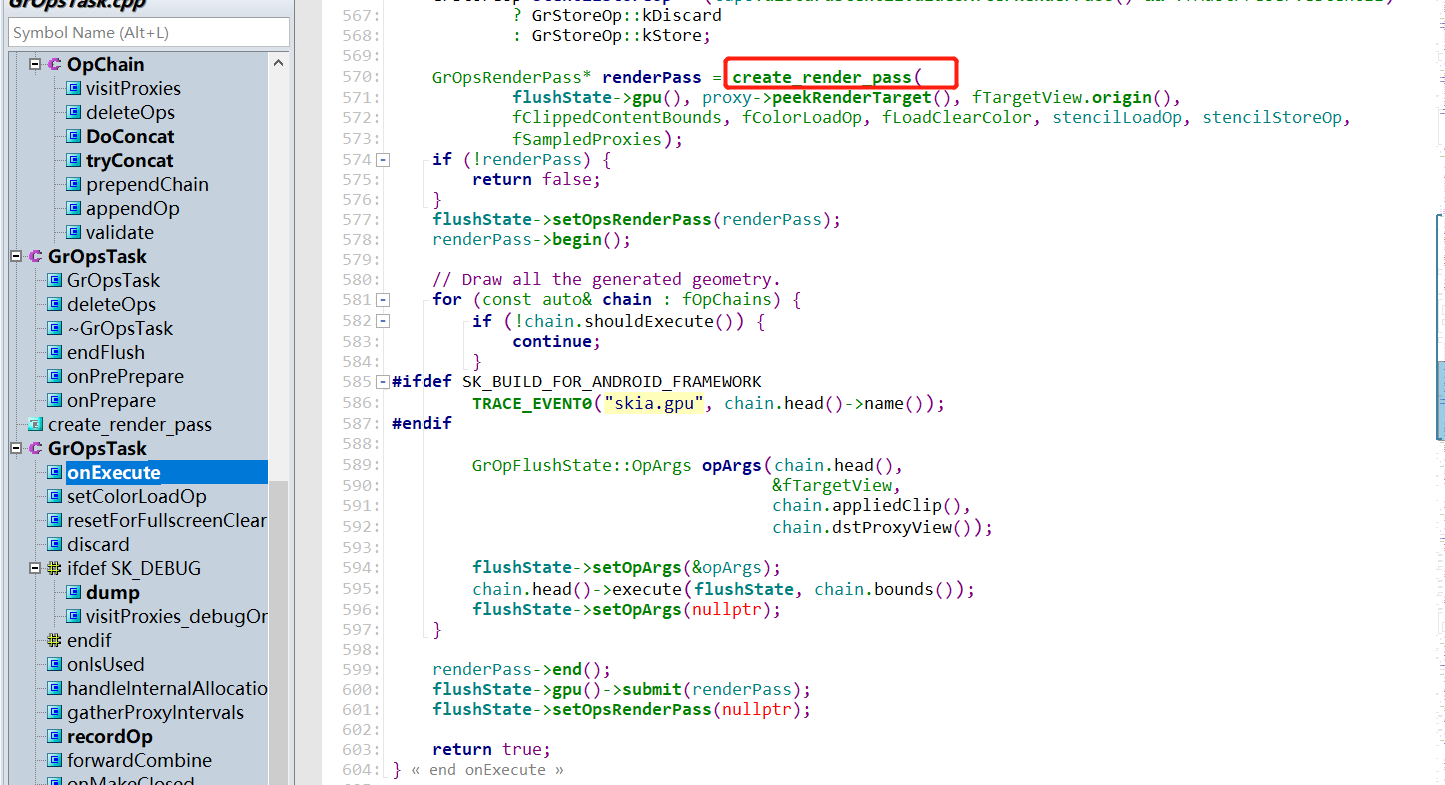 GrOpsTask.cpp
Symbol Name (Alt+L)
OpChain
visitProxies
deleteOps
DoConcat
tryConcat
prependChain
appendOp
validate
GrOpsTask
GrOpsTask
deleteOps
~GrOpsTask
endFlush
onPrePrepare
onPrepare
create_render_pass
GrOpsTask
onExecute
setColorLoadOp
resetForFullscreenClear
discard
ifdef SK_DEBUG
dump
visitProxies_debugOr
endif
onIsUsed
handleInternalAllocatio
gatherProxyIntervals
recordOp
forwardCombine
onMakeClosed
567: ? GrStoreOp::kDiscard
568: : GrStoreOp::kStore;
569:
570: GrOpsRenderPass* renderPass = create_render_pass(
571: flushState->gpu(), proxy->peekRenderTarget(), fTargetView.origin(),
572: fClippedContentBounds, fColorLoadOp, fLoadClearColor, stencilLoadOp, stencilStoreOp,
573: fSampledProxies);
574: if (!renderPass) {
575: return false;
576: }
577: flushState->setOpsRenderPass(renderPass);
578: renderPass->begin();
579:
580: // Draw all the generated geometry.
581: for (const auto& chain : fOpChains) {
582: if (!chain.shouldExecute()) {
583: continue;
584: }
585: #ifdef SK_BUILD_FOR_ANDROID_FRAMEWORK
586: TRACE_EVENT0("skia.gpu", chain.head()->name());
587: #endif
588:
589: GrOpFlushState::OpArgs opArgs(chain.head(),
590: &fTargetView,
591: chain.appliedClip(),
592: chain.dstProxyView());
593:
594: flushState->setOpArgs(&opArgs);
595: chain.head()->execute(flushState, chain.bounds());
596: flushState->setOpArgs(nullptr);
597: }
598:
599: renderPass->end();
600: flushState->gpu()->submit(renderPass);
601: flushState->setOpsRenderPass(nullptr);
602:
603: return true;
604: } « end onExecute »